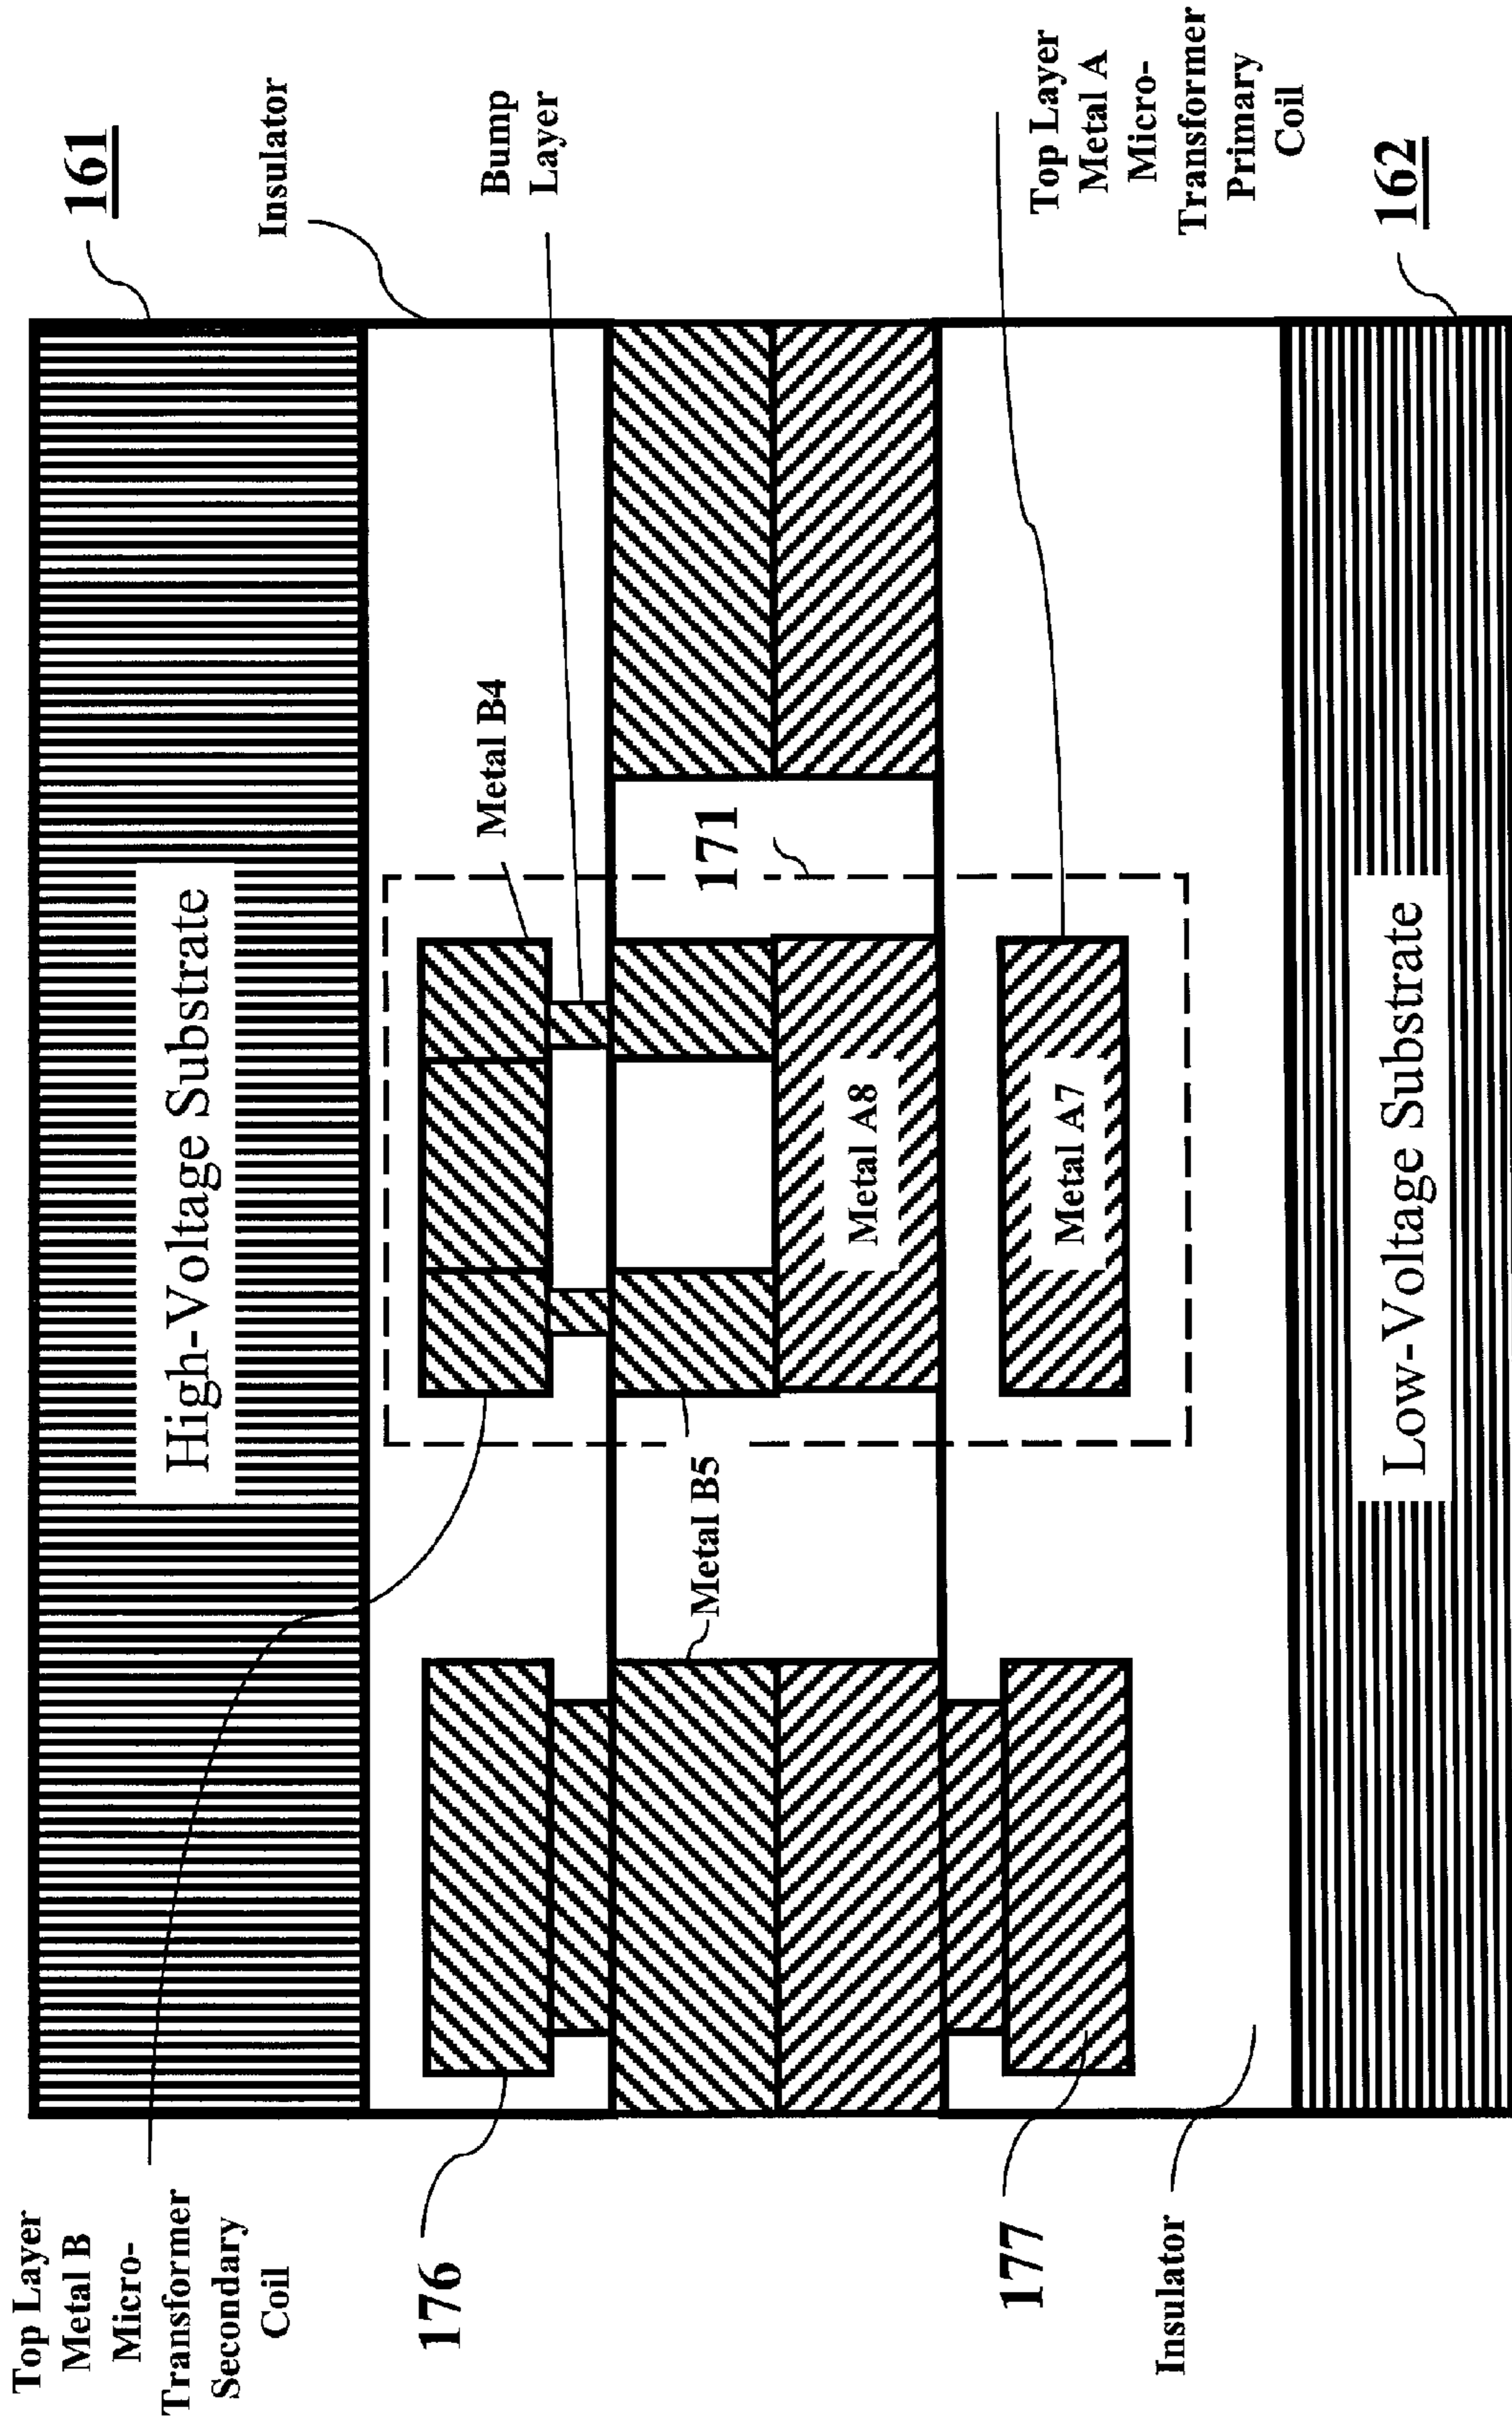 161
Insulator
Bump
Layer
Top Layer
Metal A
Micro-
Transformer
Primary
Coil
162
High-Voltage Substrate
Metal B4
171
Metal A8
Metal A7
Metal B5
Low-Voltage Substrate
Top Layer
Metal B
Micro-
Transformer
Secondary
Coil
176
177
Insulator